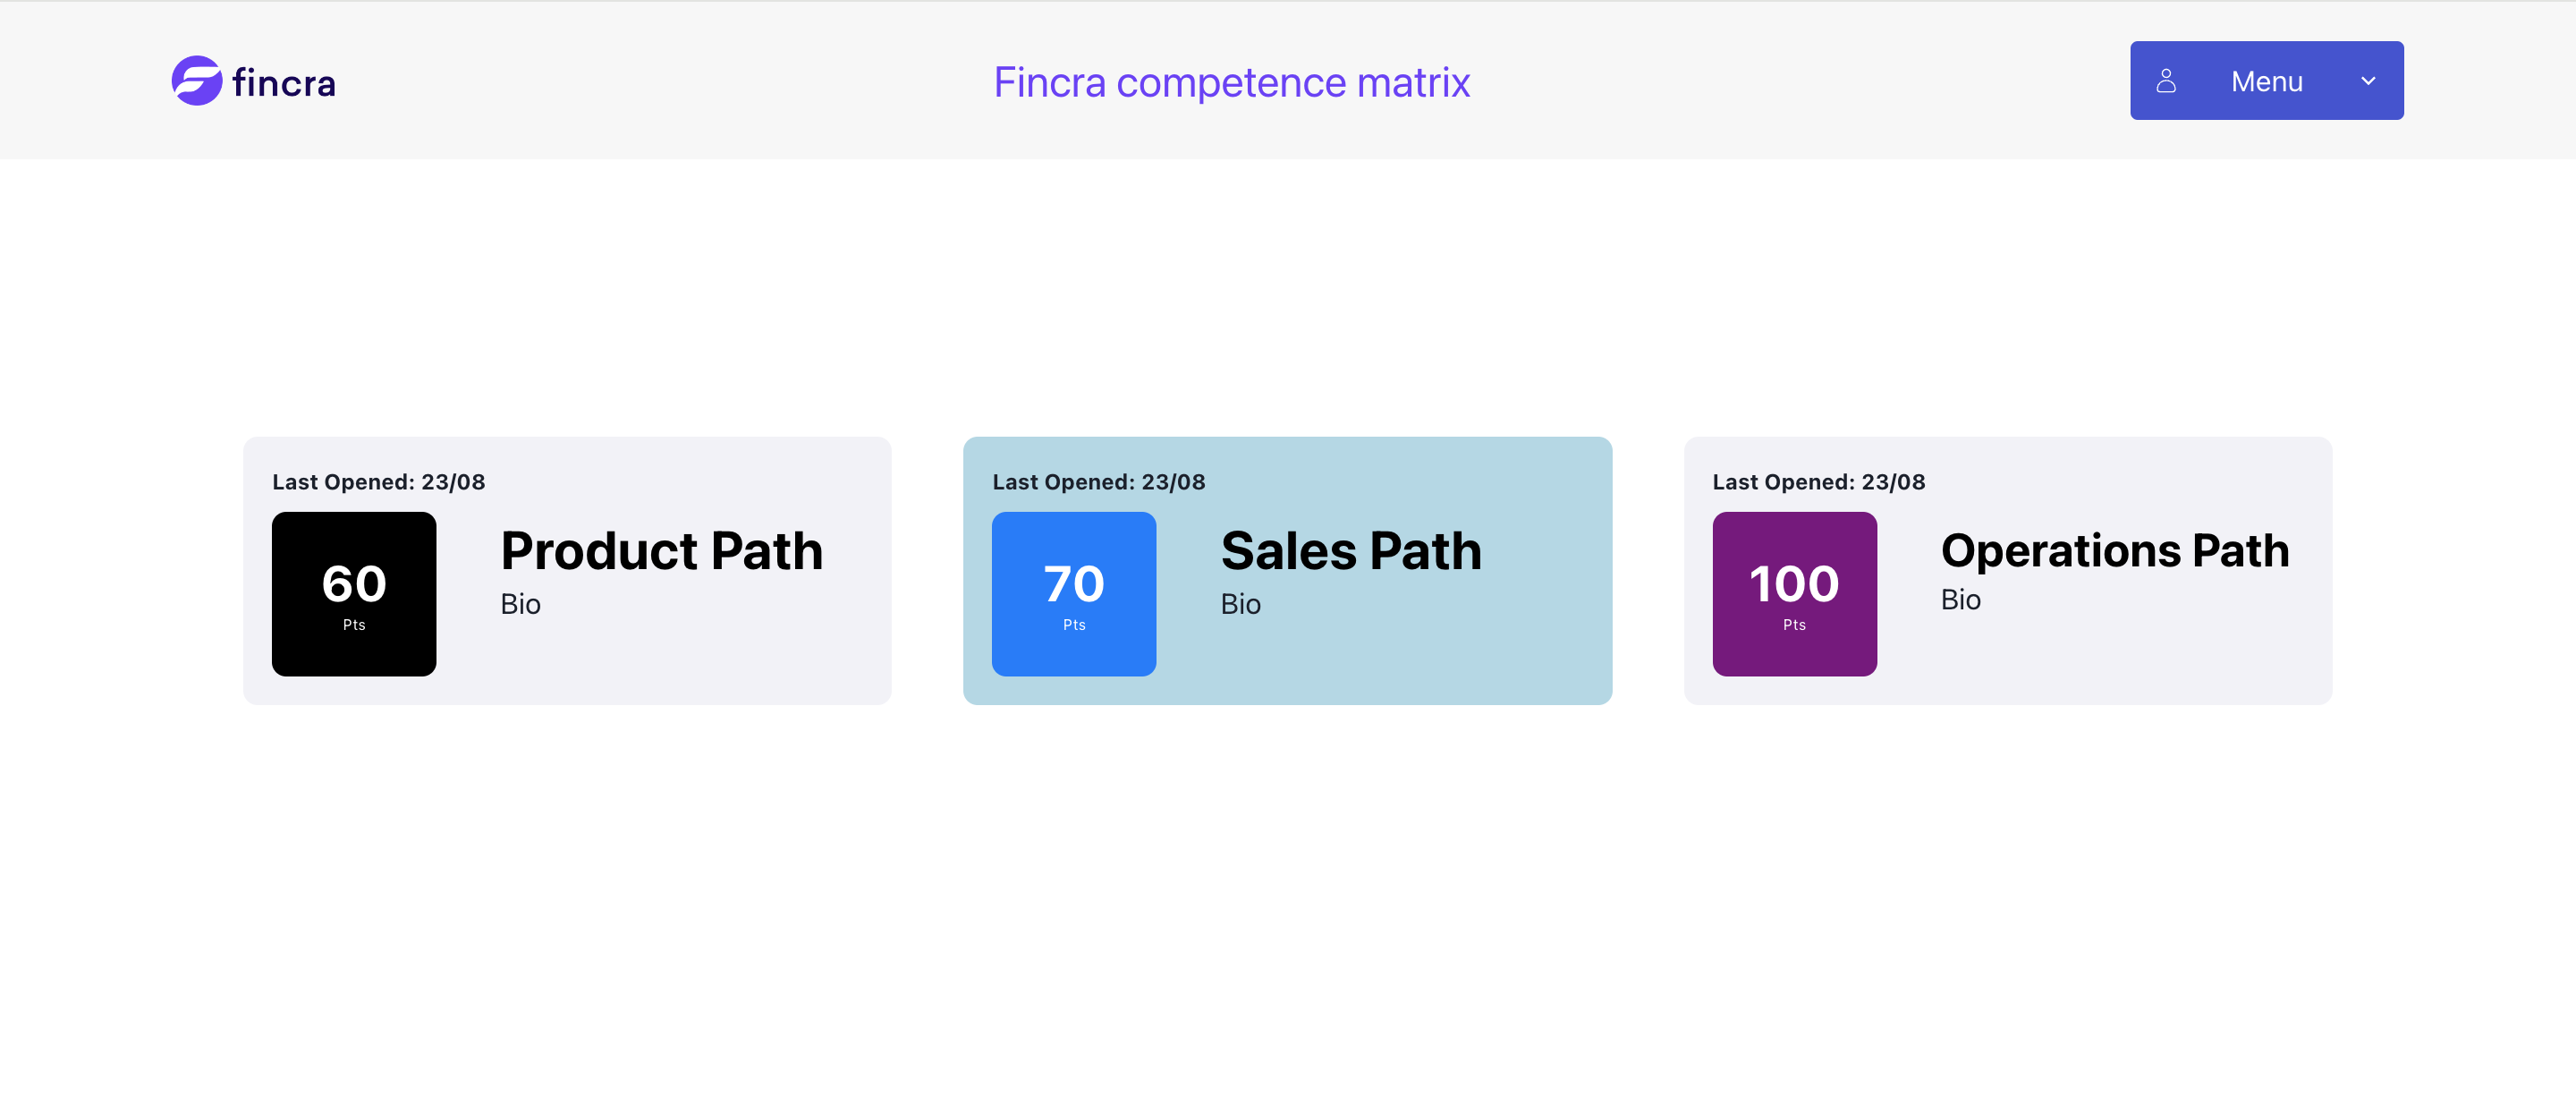 fincra
Fincra competence matrix
Menu
Last Opened: 23/08
60
Pts
Product Path
Bio
Last Opened: 23/08
70
Pts
Sales Path
Bio
Last Opened: 23/08
100
Pts
Operations Path
Bio